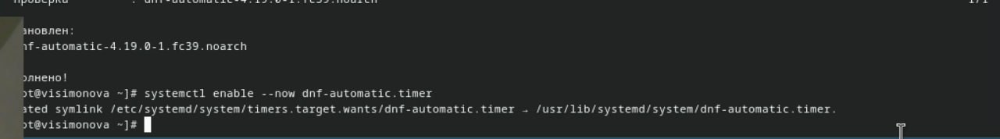 : dnf-automatic-4.19.0-1.fc39.noarch 1/1
ановлен:
nf-automatic-4.19.0-1.fc39.noarch
олнено!
ot@visimonova ~]# systemctl enable --now dnf-automatic.timer
ated symlink /etc/systemd/system/timers.target.wants/dnf-automatic.timer → /usr/lib/systemd/system/dnf-automatic.timer.
ot@visimonova ~]#